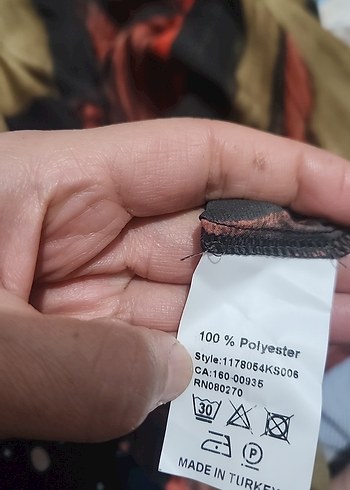 100 % Polyester
Style:1178054KS006
CA:160-00935
RN080270
30
P
MADE IN TURKEY